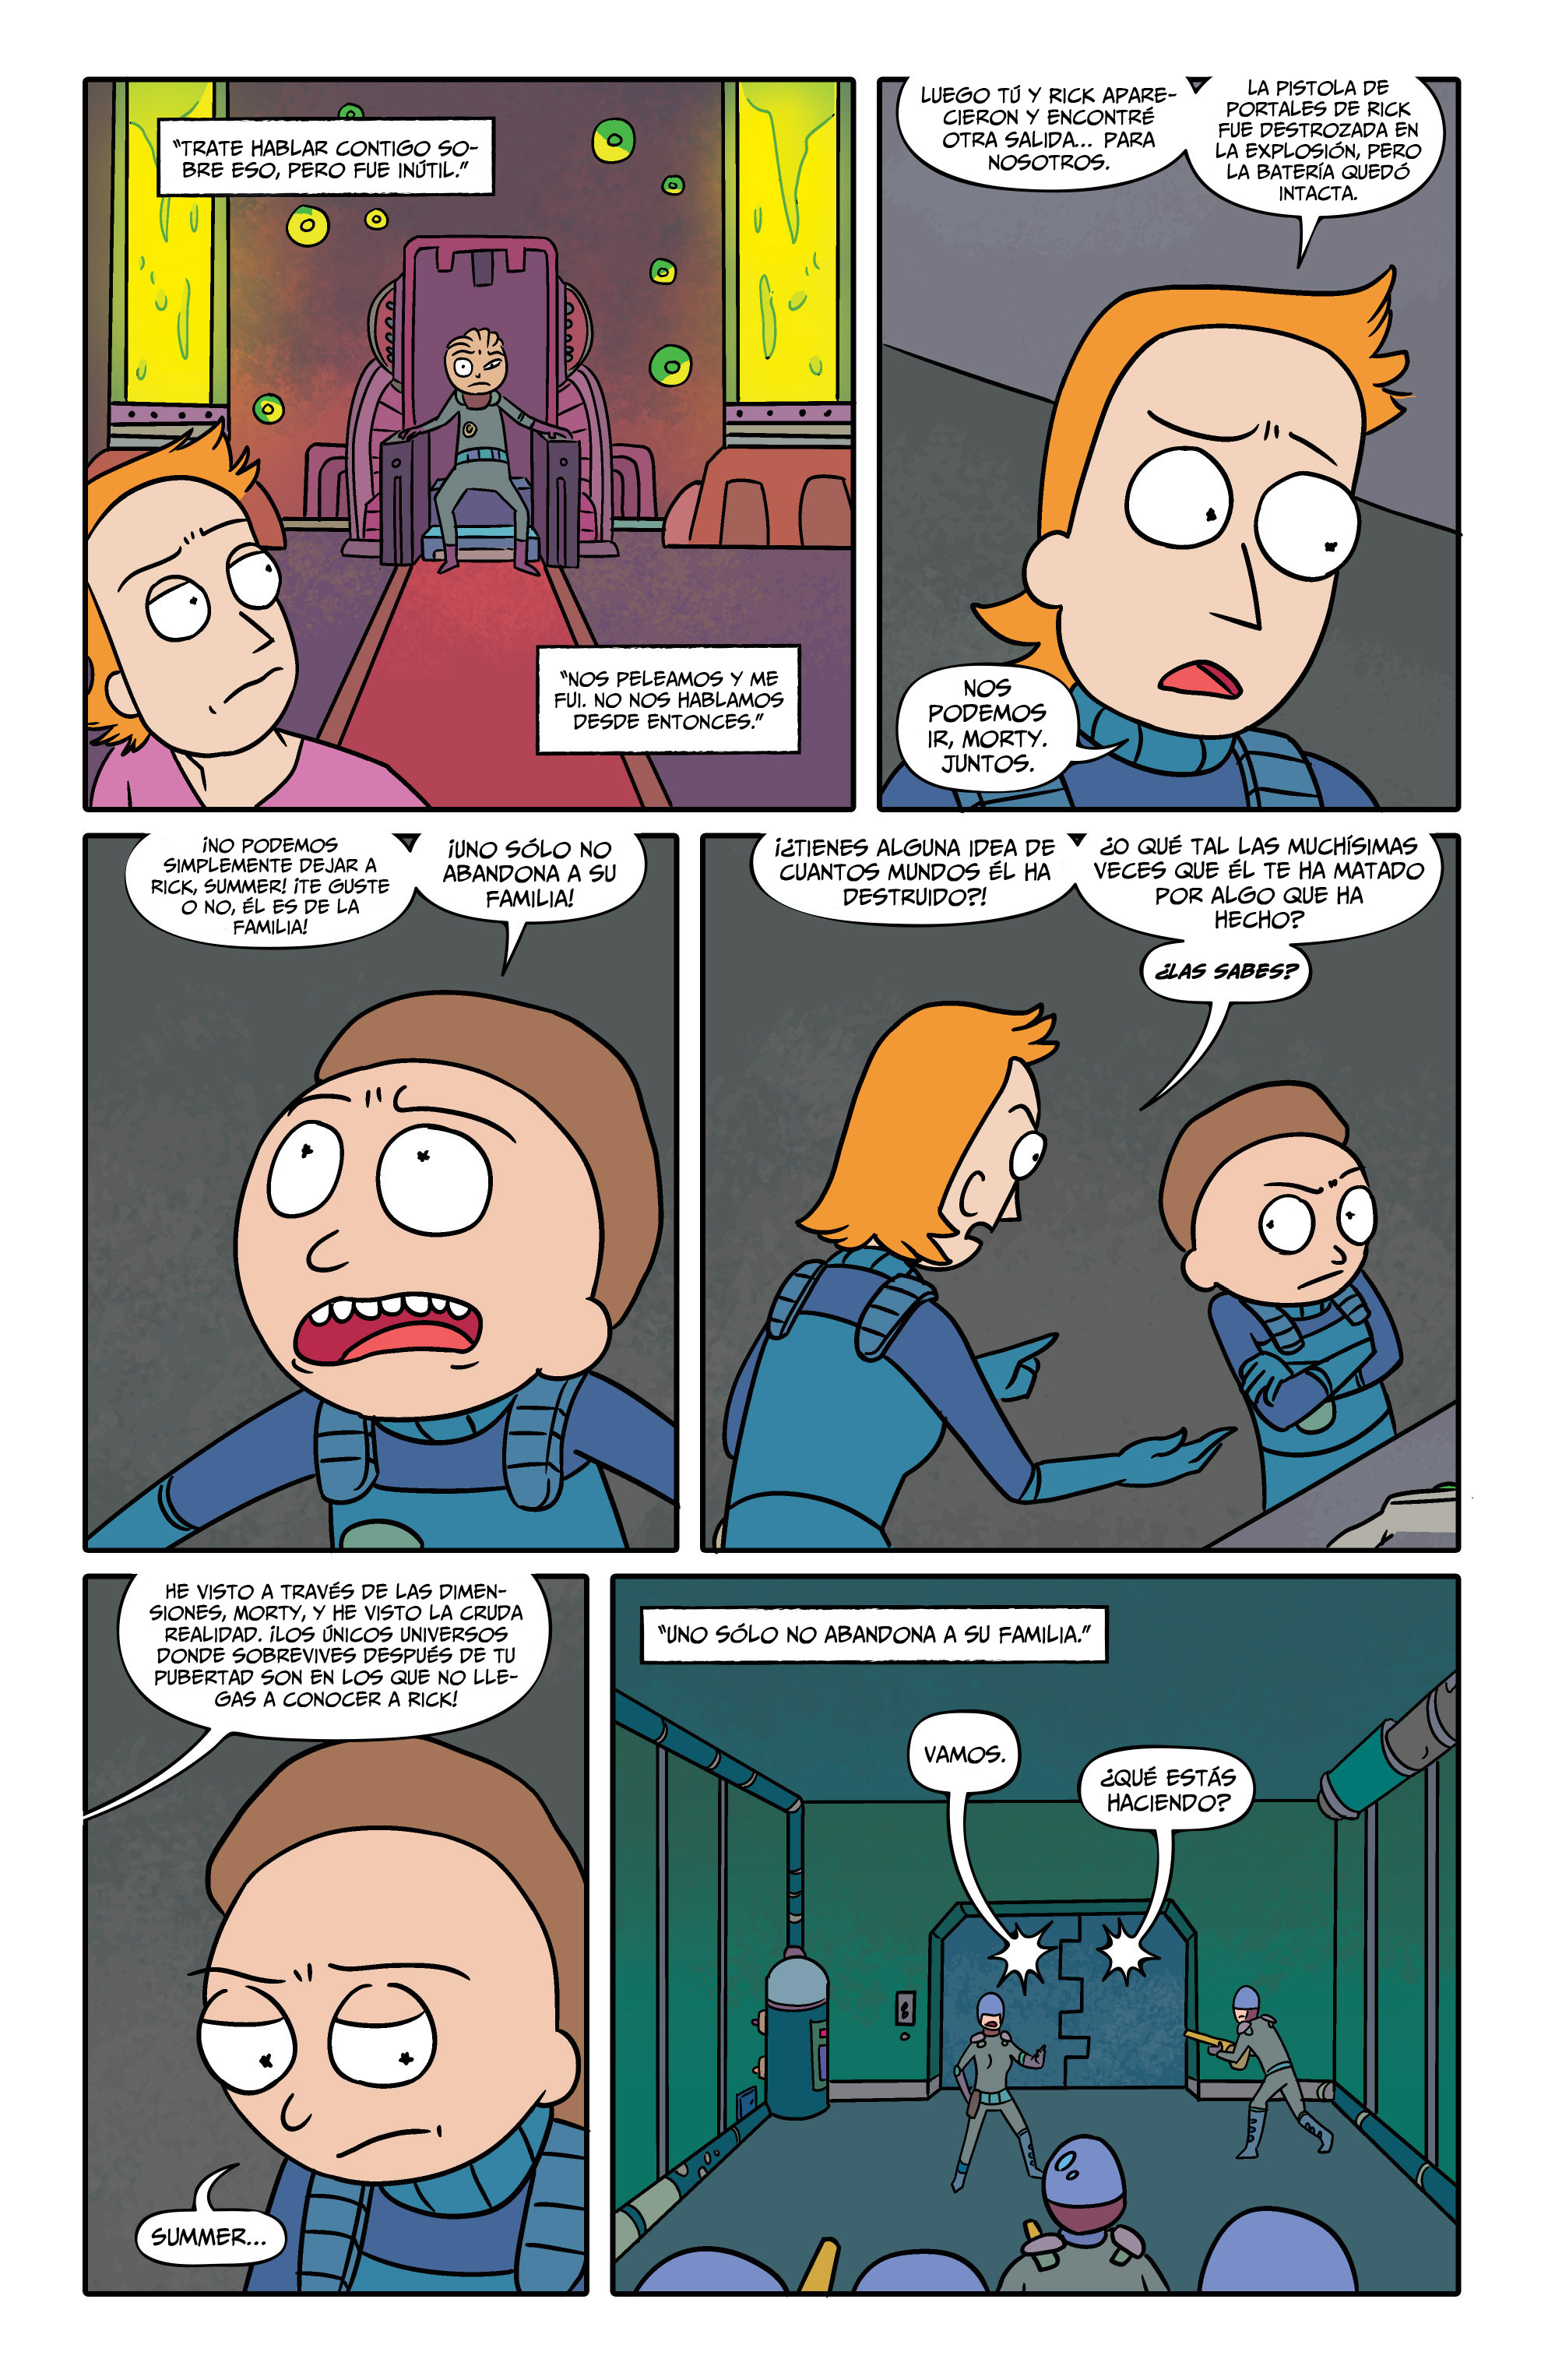 "TRATE HABLAR CONTIGO SO-
BRE ESO, PERO FUE INÚTIL."
"NOS PELEAMOS Y ME
FUI. NO NOS HABLAMOS
DESDE ENTONCES."
LUEGO TÚ Y RICK APARE-
CIERON Y ENCONTRÉ
OTRA SALIDA... PARA
NOSOTROS.
LA PISTOLA DE
PORTALES DE RICK
FUE DESTROZADA EN
LA EXPLOSIÓN, PERO
LA BATERÍA QUEDÓ
INTACTA.
NOS
PODEMOS
IR, MORTY.
JUNTOS.
¡NO PODEMOS
SIMPLEMENTE DEJAR A
RICK, SUMMER! ¡TE GUSTE
O NO, ÉL ES DE LA
FAMILIA!
¡UNO SÓLO NO
ABANDONA A SU
FAMILIA!
¡¿TIENES ALGUNA IDEA DE
CUANTOS MUNDOS ÉL HA
DESTRUIDO?!
¿O QUÉ TAL LAS MUCHÍSIMAS
VECES QUE ÉL TE HA MATADO
POR ALGO QUE HA
HECHO?
¿LAS SABES?
HE VISTO A TRAVÉS DE LAS DIMEN-
SIONES, MORTY, Y HE VISTO LA CRUDA
REALIDAD. ¡LOS ÚNICOS UNIVERSOS
DONDE SOBREVIVES DESPUÉS DE TU
PUBERTAD SON EN LOS QUE NO LLE-
GAS A CONOCER A RICK!
SUMMER...
"UNO SÓLO NO ABANDONA A SU FAMILIA."
VAMOS.
¿QUÉ ESTÁS
HACIENDO?